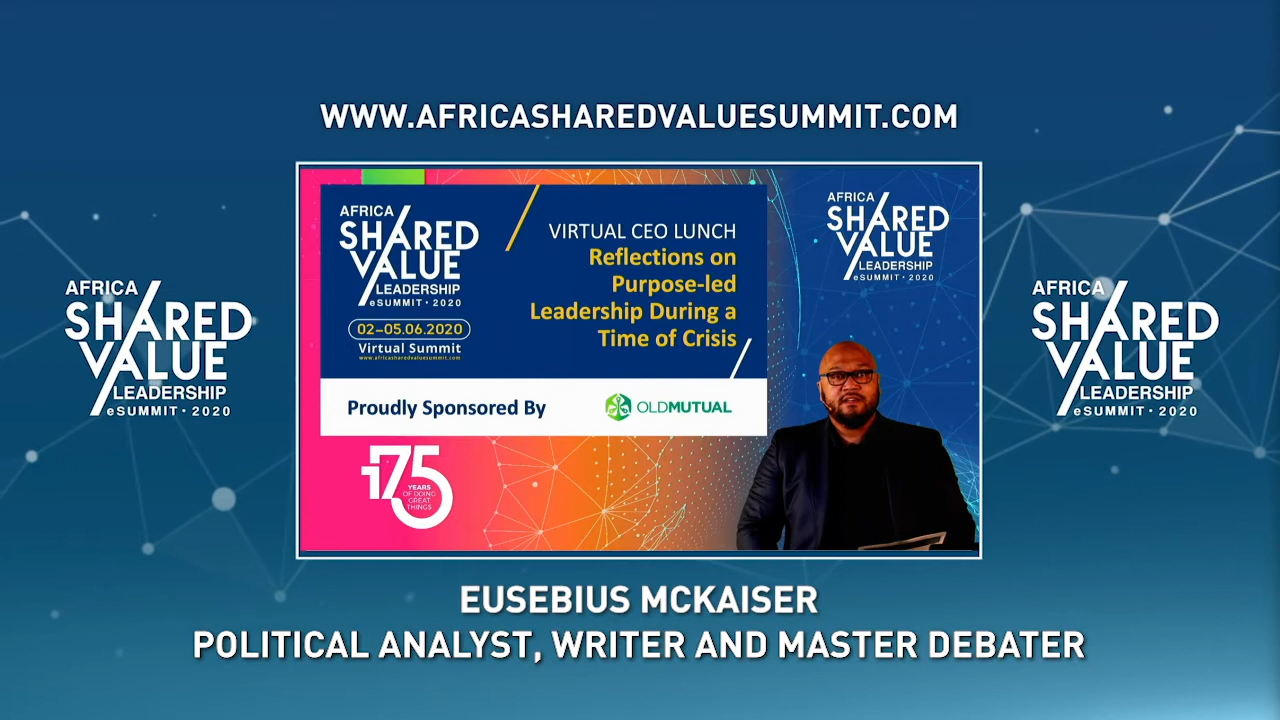 WWW.AFRICASHAREDVALUESUMMIT.COM
AFRICA
SHARED
VALUE
LEADERSHIP
eSUMMIT • 2020
02–05.06.2020
Virtual Summit
www.africasharedvaluesummit.com
VIRTUAL CEO LUNCH
Reflections on
Purpose-led
Leadership During a
Time of Crisis
Proudly Sponsored By
OLDMUTUAL
175
YEARS
OF DOING
GREAT
THINGS
AFRICA
SHARED
VALUE
LEADERSHIP
eSUMMIT • 2020
AFRICA
SHARED
VALUE
LEADERSHIP
eSUMMIT • 2020
AFRICA
SHARED
VALUE
LEADERSHIP
eSUMMIT • 2020
EUSEBIUS MCKAISER
POLITICAL ANALYST, WRITER AND MASTER DEBATER